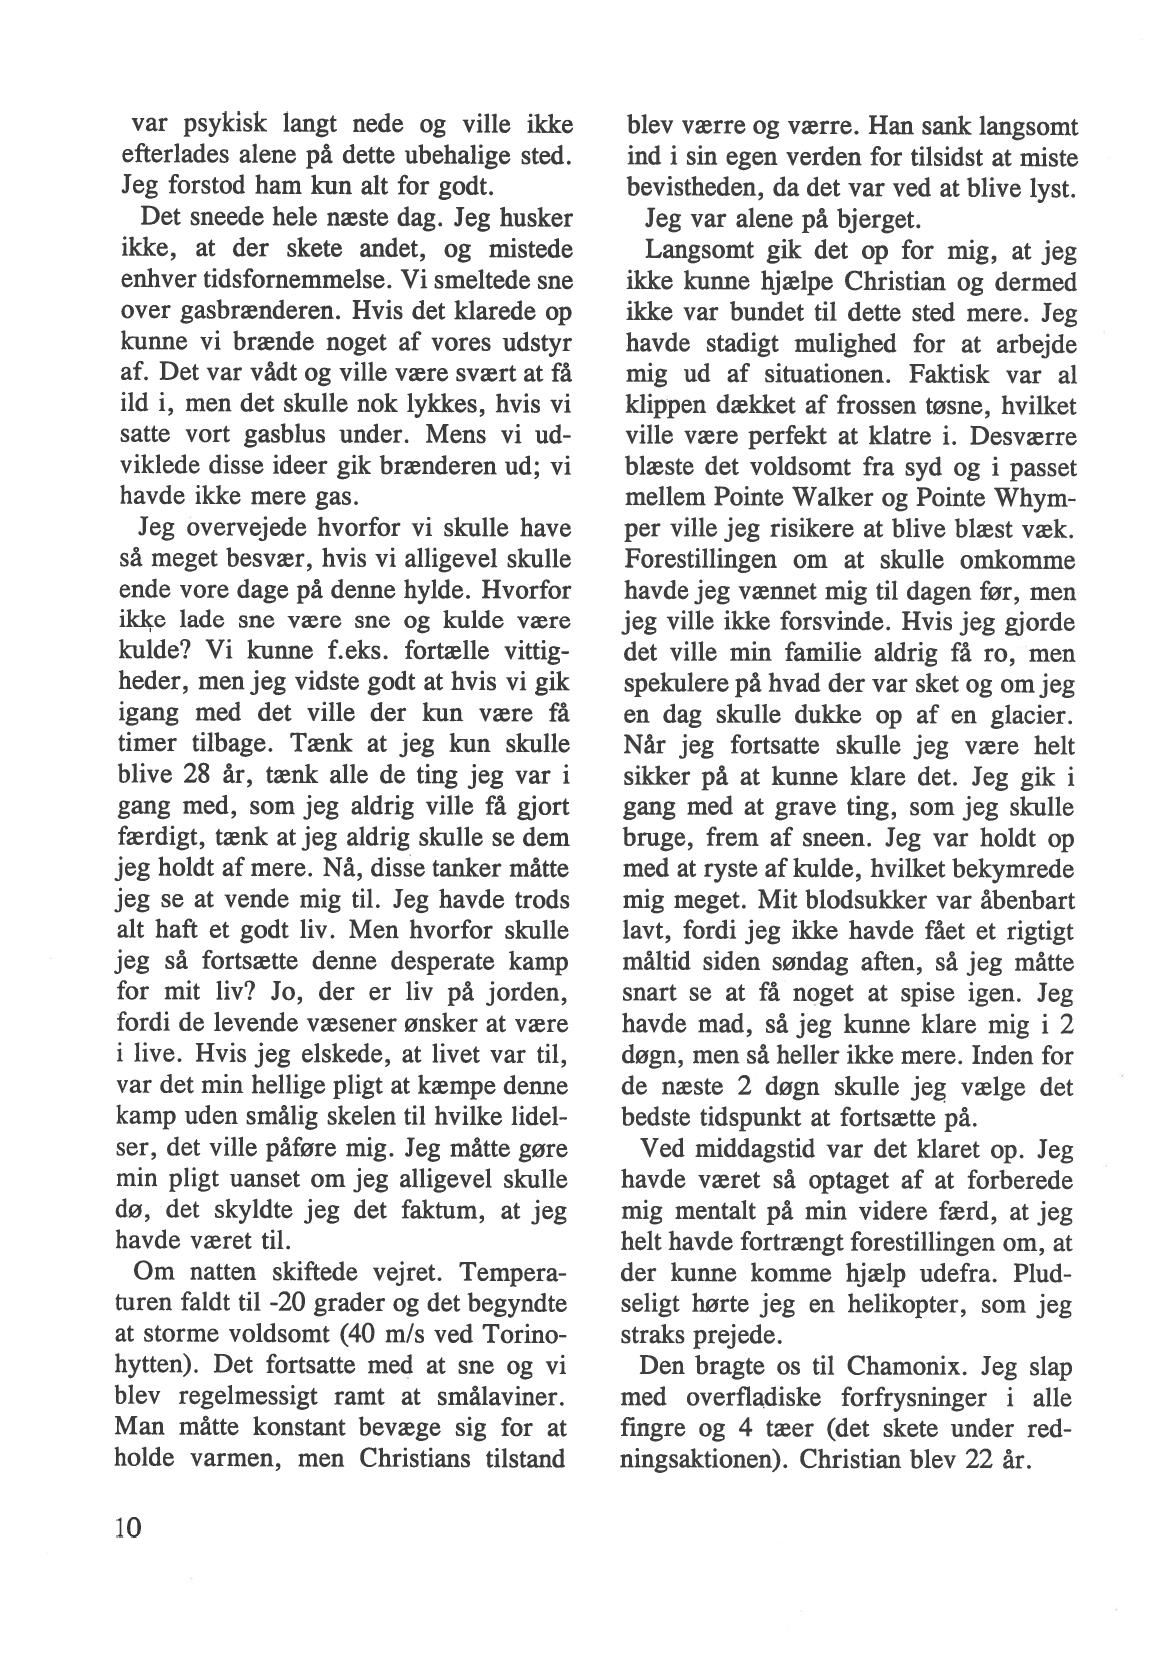 var psykisk langt nede og ville ikke
efterlades alene på dette ubehalige sted.
Jeg forstod ham kun alt for godt.
Det sneede hele næste dag. Jeg husker
ikke, at der skete andet, og mistede
enhver tidsfornemmelse. Vi smeltede sne
over gasbrænderen. Hvis det klarede op
kunne vi brænde noget af vores udstyr
af. Det var vådt og ville være svært at få
ild i, men det skulle nok lykkes, hvis vi
satte vort gasblus under. Mens vi ud-
viklede disse ideer gik brænderen ud; vi
havde ikke mere gas.
Jeg overvejede hvorfor vi skulle have
så meget besvær, hvis vi alligevel skulle
ende vore dage på denne hylde. Hvorfor
ikke lade sne være sne og kulde være
kulde? Vi kunne f.eks. fortælle vittig-
heder, men jeg vidste godt at hvis vi gik
igang med det ville der kun være få
timer tilbage. Tænk at jeg kun skulle
blive 28 år, tænk alle de ting jeg var i
gang med, som jeg aldrig ville få gjort
færdigt, tænk at jeg aldrig skulle se dem
jeg holdt af mere. Nå, disse tanker måtte
jeg se at vende mig til. Jeg havde trods
alt haft et godt liv. Men hvorfor skulle
jeg så fortsætte denne desperate kamp
for mit liv? Jo, der er liv på jorden,
fordi de levende væsener ønsker at være
i live. Hvis jeg elskede, at livet var til,
var det min hellige pligt at kæmpe denne
kamp uden smålig skelen til hvilke lidel-
ser, det ville påføre mig. Jeg måtte gøre
min pligt uanset om jeg alligevel skulle
dø, det skyldte jeg det faktum, at jeg
havde været til.
Om natten skiftede vejret. Tempera-
turen faldt til -20 grader og det begyndte
at storme voldsomt (40 m/s ved Torino-
hytten). Det fortsatte med at sne og vi
blev regelmessigt ramt at smålaviner.
Man måtte konstant bevæge sig for at
holde varmen, men Christians tilstand
blev værre og værre. Han sank langsomt
ind i sin egen verden for tilsidst at miste
bevistheden, da det var ved at blive lyst.
Jeg var alene på bjerget.
Langsomt gik det op for mig, at jeg
ikke kunne hjælpe Christian og dermed
ikke var bundet til dette sted mere. Jeg
havde stadigt mulighed for at arbejde
mig ud af situationen. Faktisk var al
klippen dækket af frossen tøsne, hvilket
ville være perfekt at klatre i. Desværre
blæste det voldsomt fra syd og i passet
mellem Pointe Walker og Pointe Whym-
per ville jeg risikere at blive blæst væk.
Forestillingen om at skulle omkomme
havde jeg vænnet mig til dagen før, men
jeg ville ikke forsvinde. Hvis jeg gjorde
det ville min familie aldrig få ro, men
spekulere på hvad der var sket og om jeg
en dag skulle dukke op af en glacier.
Når jeg fortsatte skulle jeg være helt
sikker på at kunne klare det. Jeg gik i
gang med at grave ting, som jeg skulle
bruge, frem af sneen. Jeg var holdt op
med at ryste af kulde, hvilket bekymrede
mig meget. Mit blodsukker var åbenbart
lavt, fordi jeg ikke havde fået et rigtigt
måltid siden søndag aften, så jeg måtte
snart se at få noget at spise igen. Jeg
havde mad, så jeg kunne klare mig i 2
døgn, men så heller ikke mere. Inden for
de næste 2 døgn skulle jeg vælge det
bedste tidspunkt at fortsætte på.
Ved middagstid var det klaret op. Jeg
havde været så optaget af at forberede
mig mentalt på min videre færd, at jeg
helt havde fortrængt forestillingen om, at
der kunne komme hjælp udefra. Plud-
seligt hørte jeg en helikopter, som jeg
straks prejede.
Den bragte os til Chamonix. Jeg slap
med overfladiske forfrysninger i alle
fingre og 4 tæer (det skete under red-
ningsaktionen). Christian blev 22 år.
10